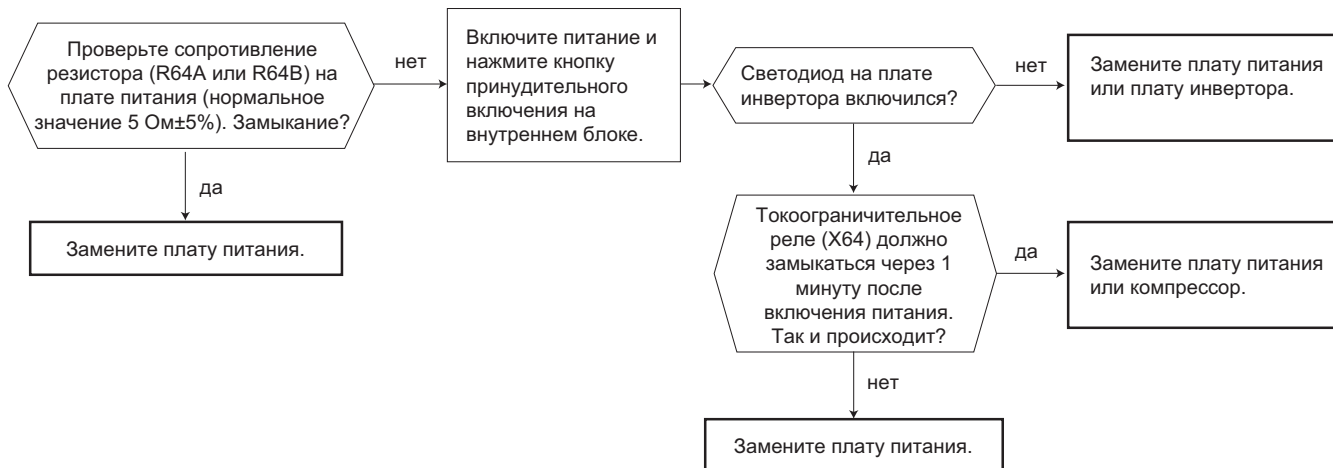 Проверьте сопротивление
резистора (R64A или R64B) на
плате питания (нормальное
значение 5 Ом±5%). Замыкание?
нет
Включите питание и
нажмите кнопку
принудительного
включения на
внутреннем блоке.
Светодиод на плате
инвертора включился?
нет
Замените плату питания
или плату инвертора.
да
Замените плату питания.
да
Токоограничительное
реле (X64) должно
замыкаться через 1
минуту после
включения питания.
Так и происходит?
да
Замените плату питания
или компрессор.
нет
Замените плату питания.